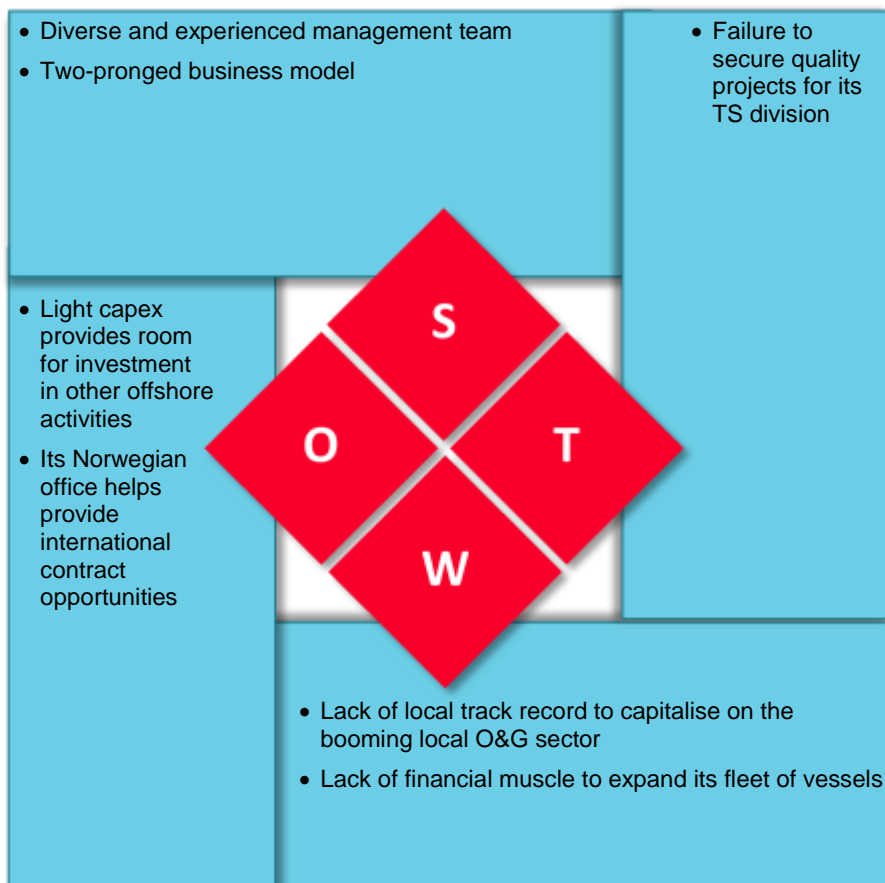 • Diverse and experienced management team
• Two-pronged business model
• Failure to
secure quality
projects for its
TS division
• Light capex
provides room
for investment
in other offshore
activities
• Its Norwegian
office helps
provide
international
contract
opportunities
S
O
T
W
• Lack of local track record to capitalise on the
booming local O&G sector
• Lack of financial muscle to expand its fleet of vessels